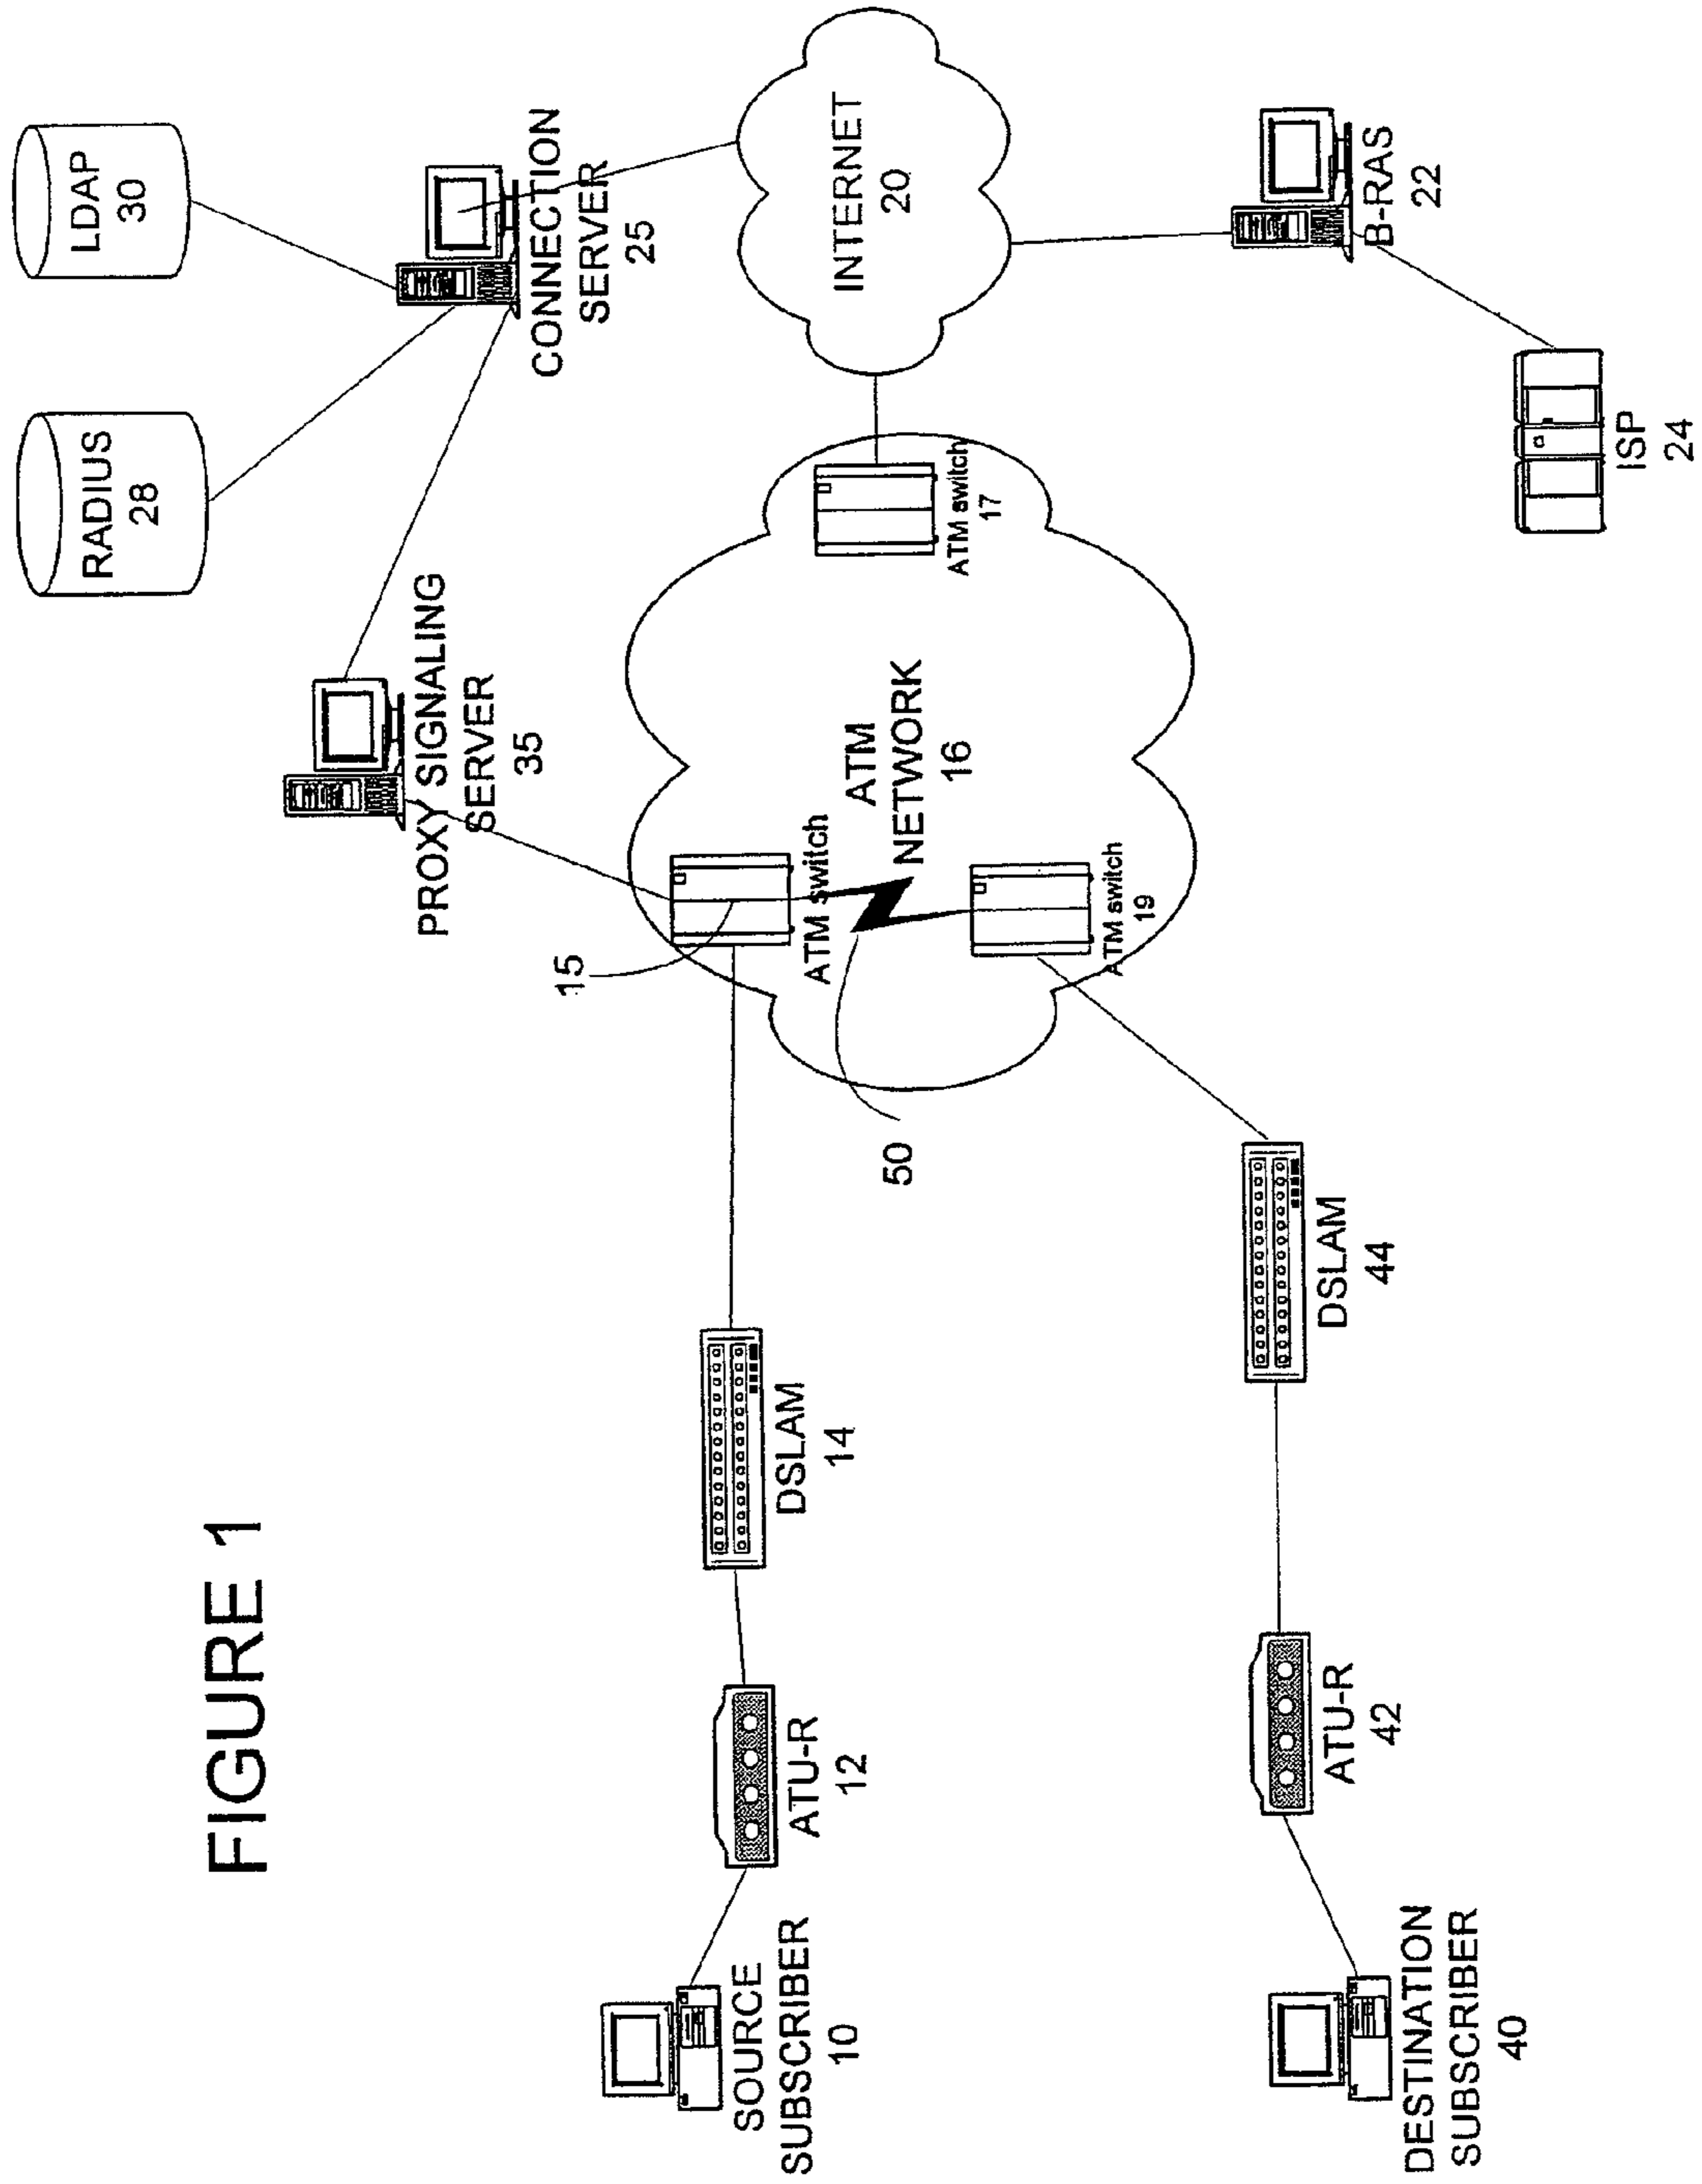 FIGURE 1
RADIUS
28
LDAP
30
PROXY SIGNALING
SERVER
35
CONNECTION
SERVER
25
15
ATM switch
ATM
NETWORK
16
ATM switch
17
INTERNET
20
SOURCE
SUBSCRIBER
10
ATU-R
12
DSLAM
14
50
ATM switch
19
B-RAS
22
DESTINATION
SUBSCRIBER
40
ATU-R
42
DSLAM
44
ISP
24